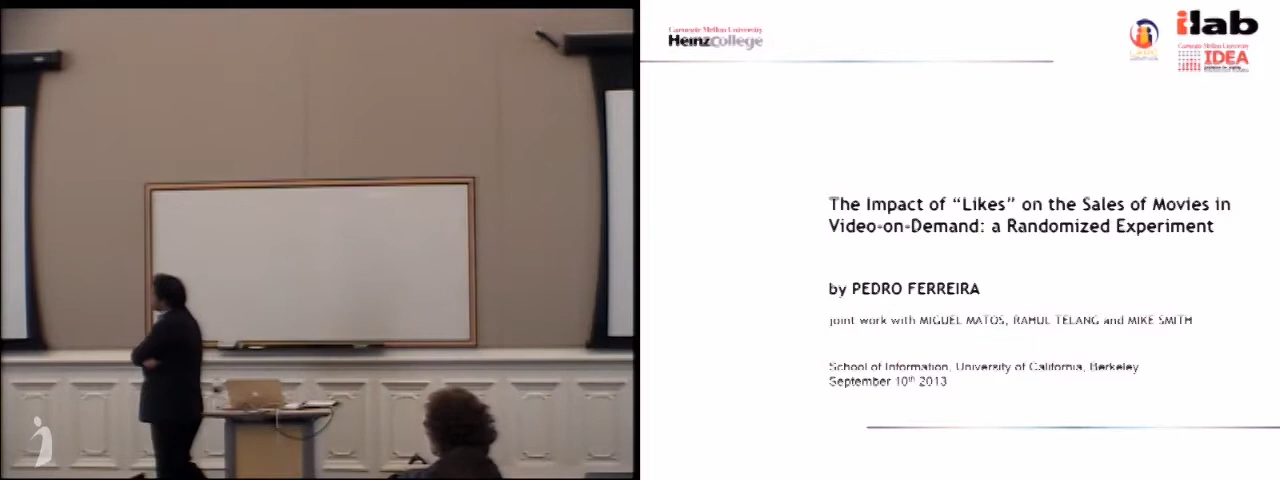 Carnegie Mellon University
HeinzCollege
ilab
Carnegie Mellon University
IDEA
The Impact of “Likes” on the Sales of Movies in
Video-on-Demand: a Randomized Experiment
by PEDRO FERREIRA
joint work with MIGUEL MATOS, RAHUL TELANG and MIKE SMITH
School of Information, University of California, Berkeley
September 10th 2013